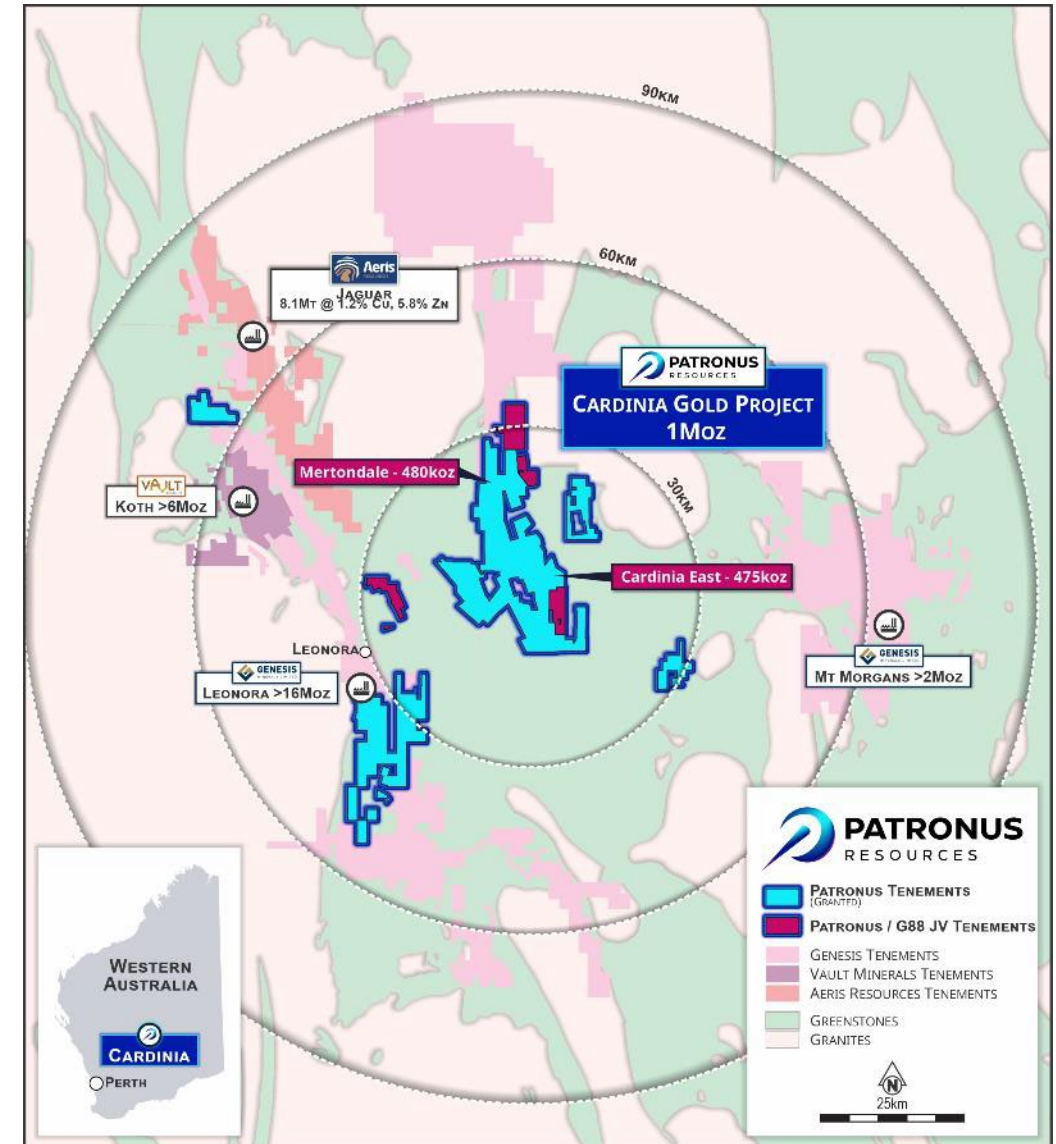 90KM
60KM
Aeris
JAGUAR
8.1MT @ 1.2% CU, 5.8% ZN
PATRONUS
RESOURCES
CARDINIA GOLD PROJECT
1MOZ
Mertondale - 480koz
30KM
VAULT
KOTH >6MOZ
Cardinia East - 475koz
LEONORA
GENESIS
LEONORA >16MOZ
GENESIS
MT MORGANS >2MOZ
PATRONUS
RESOURCES
PATRONUS TENEMENTS
(GRANTED)
PATRONUS / G88 JV TENEMENTS
GENESIS TENEMENTS
VAULT MINERALS TENEMENTS
AERIS RESOURCES TENEMENTS
GREENSTONES
GRANITES
N
25km
WESTERN
AUSTRALIA
CARDINIA
PERTH